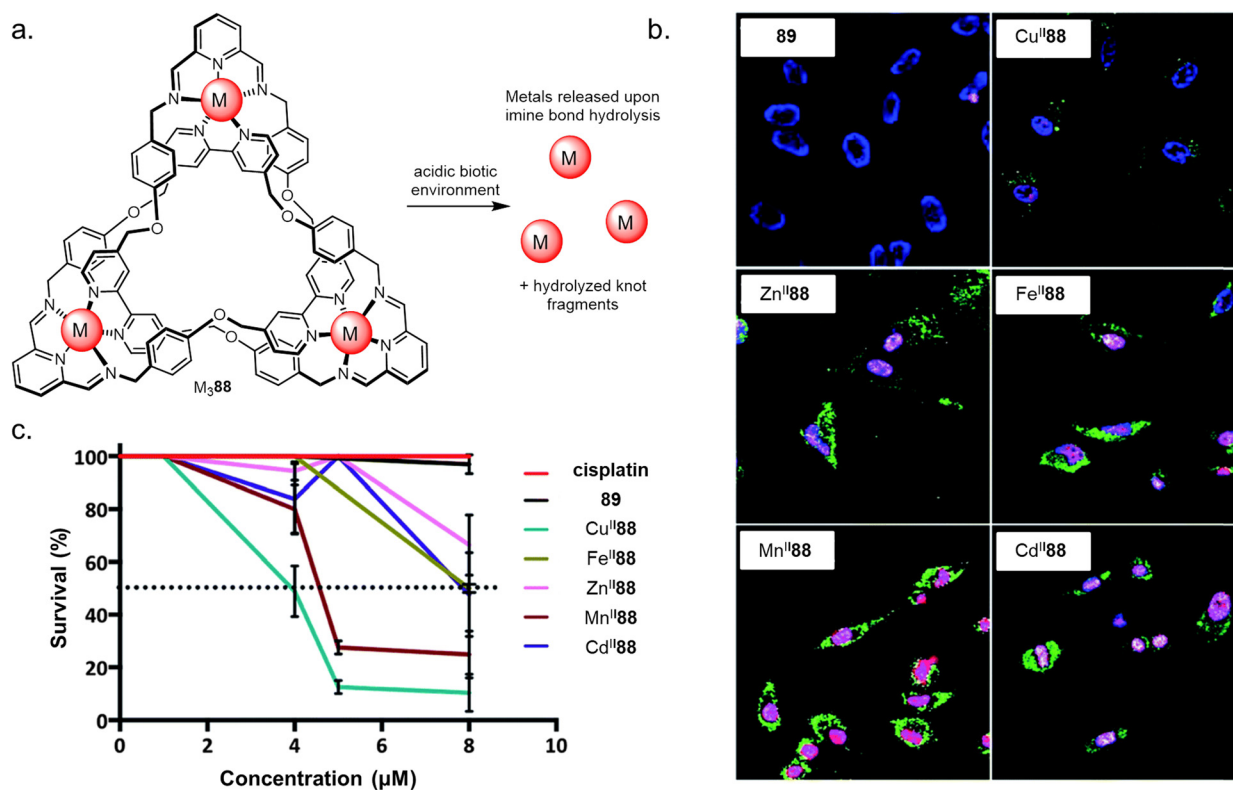 a.
M
N
N
N
N
N
O
O
O
O
O
O
M
N
N
N
N
N
M
N
N
N
N
N
M₃88
acidic biotic
environment
Metals released upon
imine bond hydrolysis
M
M
M
+ hydrolyzed knot
fragments
b.
89
Cuᴵᴵ88
Znᴵᴵ88
Feᴵᴵ88
Mnᴵᴵ88
Cdᴵᴵ88
c.
Survival (%)
100
80
60
40
20
0
0 2 4 6 8 10
Concentration (µM)
cisplatin
89
Cuᴵᴵ88
Feᴵᴵ88
Znᴵᴵ88
Mnᴵᴵ88
Cdᴵᴵ88